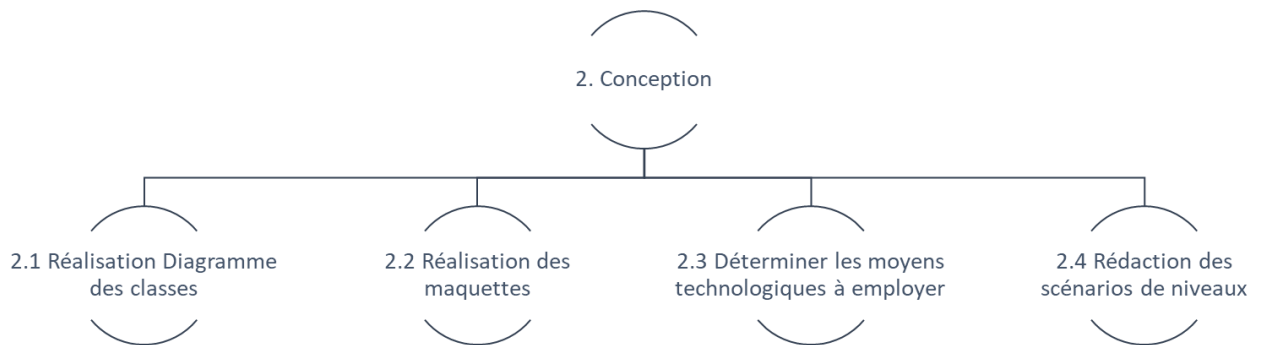 2. Conception
2.1 Réalisation Diagramme
des classes
2.2 Réalisation des
maquettes
2.3 Déterminer les moyens
technologiques à employer
2.4 Rédaction des
scénarios de niveaux